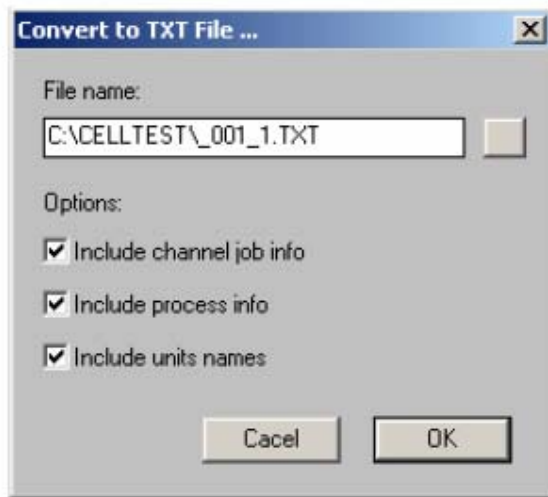 Convert to TXT File ...
File name:
C:\CELLTEST\_001_1.TXT
Options:
Include channel job info
Include process info
Include units names
Cacel OK